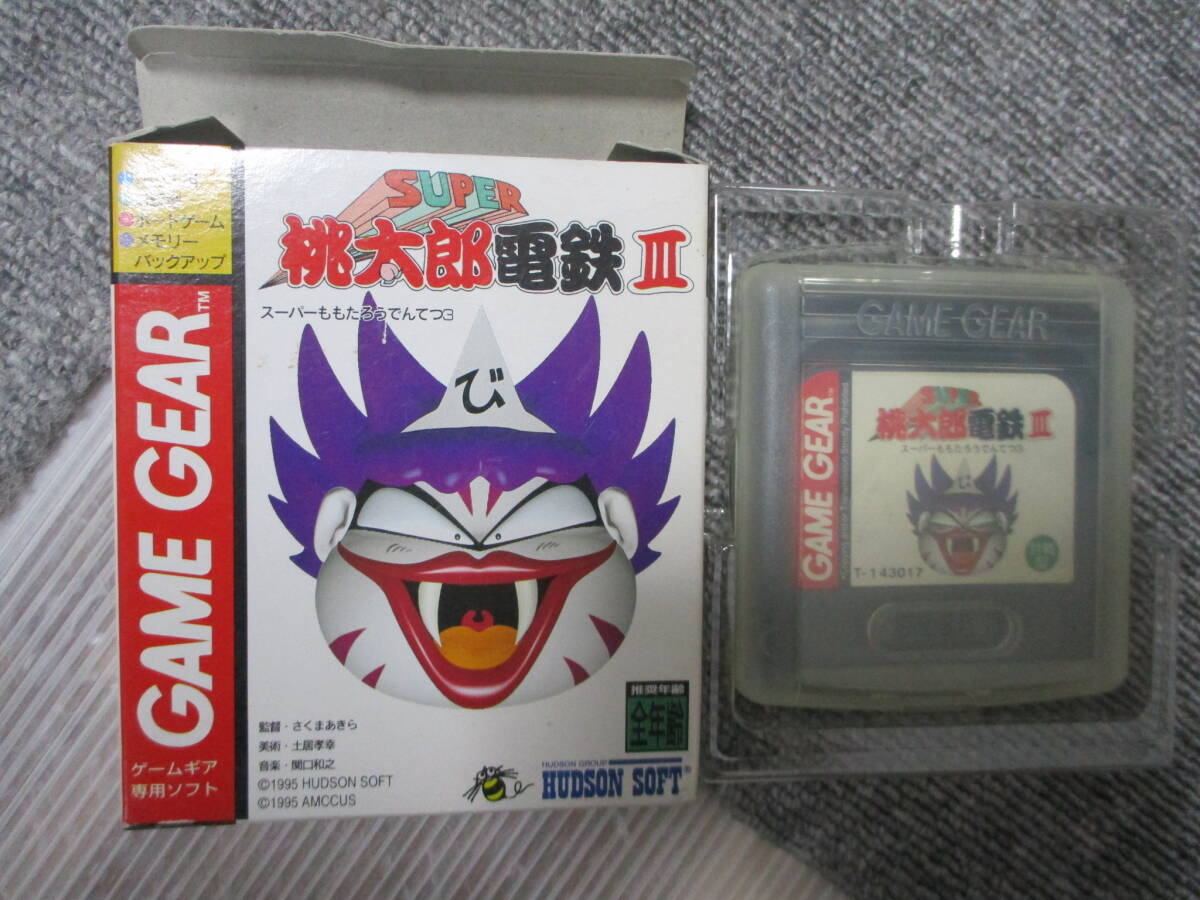 ボードゲーム
メモリー
バックアップ
GAME GEAR™
ゲームギア
専用ソフト
SUPER
桃太郎電鉄III
スーパーももたろうでんてつ3
び
監督・さくまあきら
美術・土居孝幸
音楽・関口和之
©1995 HUDSON SOFT
©1995 AMCCUS
推奨年齢
全年齢
HUDSON GROUP
HUDSON SOFT®
GAME GEAR
GAME GEAR™
SUPER
桃太郎電鉄III
スーパーももたろうでんてつ3
び
T-143017